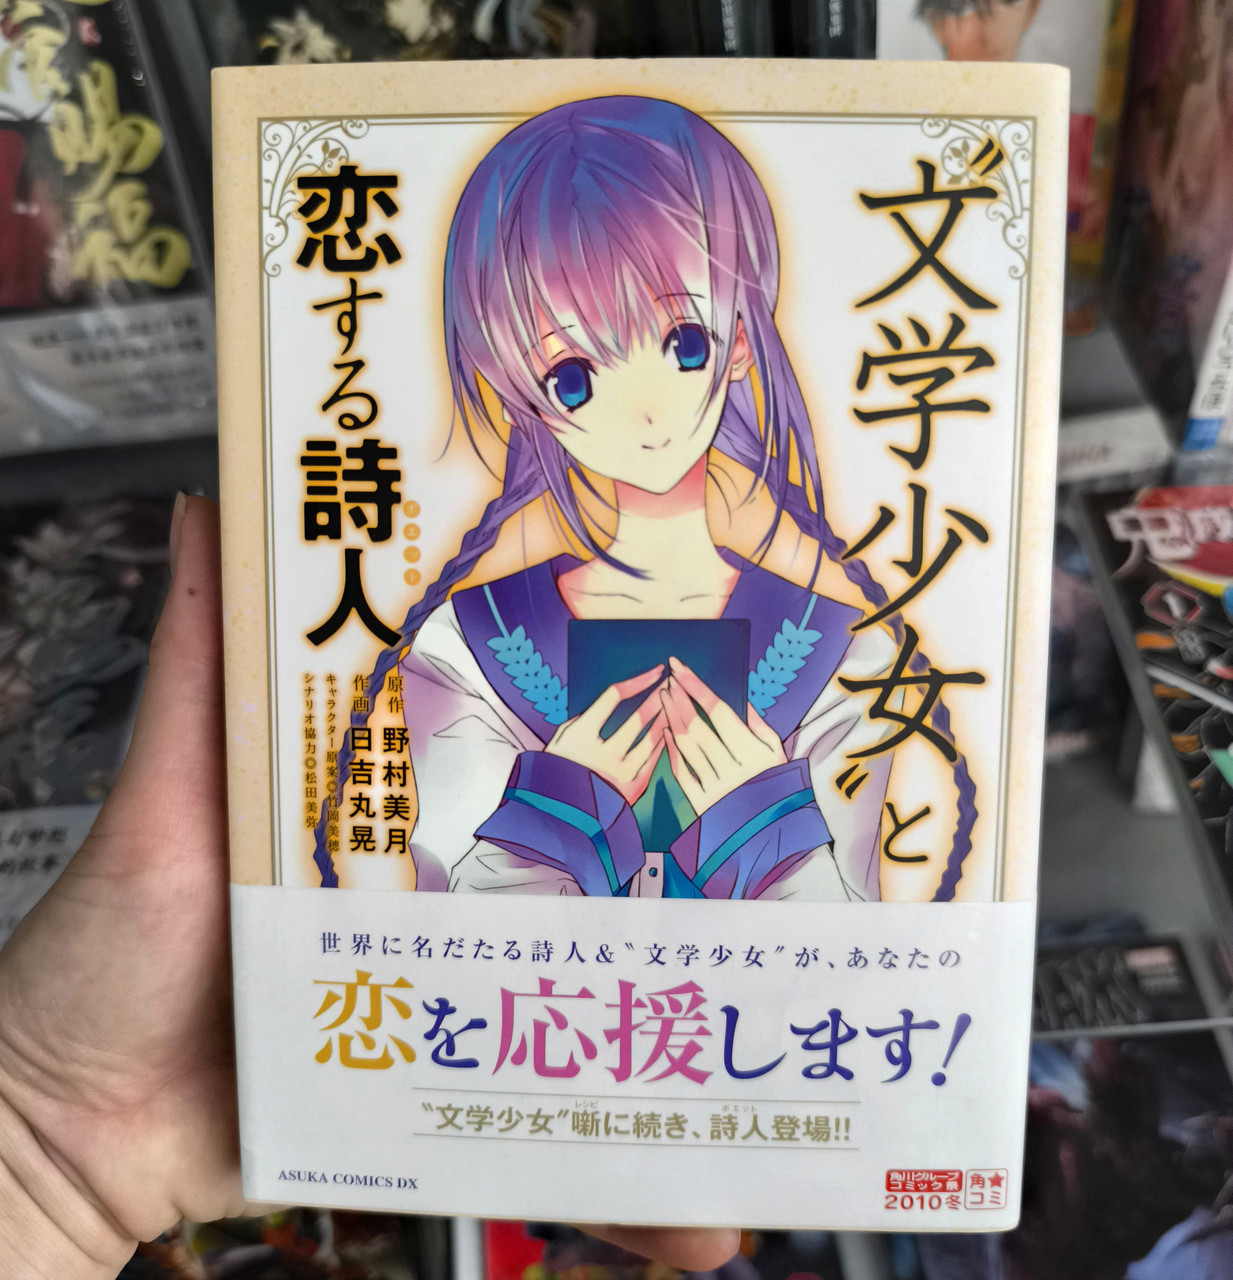 ”文学少女”と
恋する詩人
ポエット
原作 野村美月
作画 日吉丸晃
キャラクター原案◎竹岡美穂
シナリオ協力◎松田美弥
世界に名だたる詩人&”文学少女”が、あなたの
恋を応援します!
レシピ ポエット
”文学少女”噺に続き、詩人登場!!
ASUKA COMICS DX
角川グループ
コミック祭
2010冬
角★
コミ